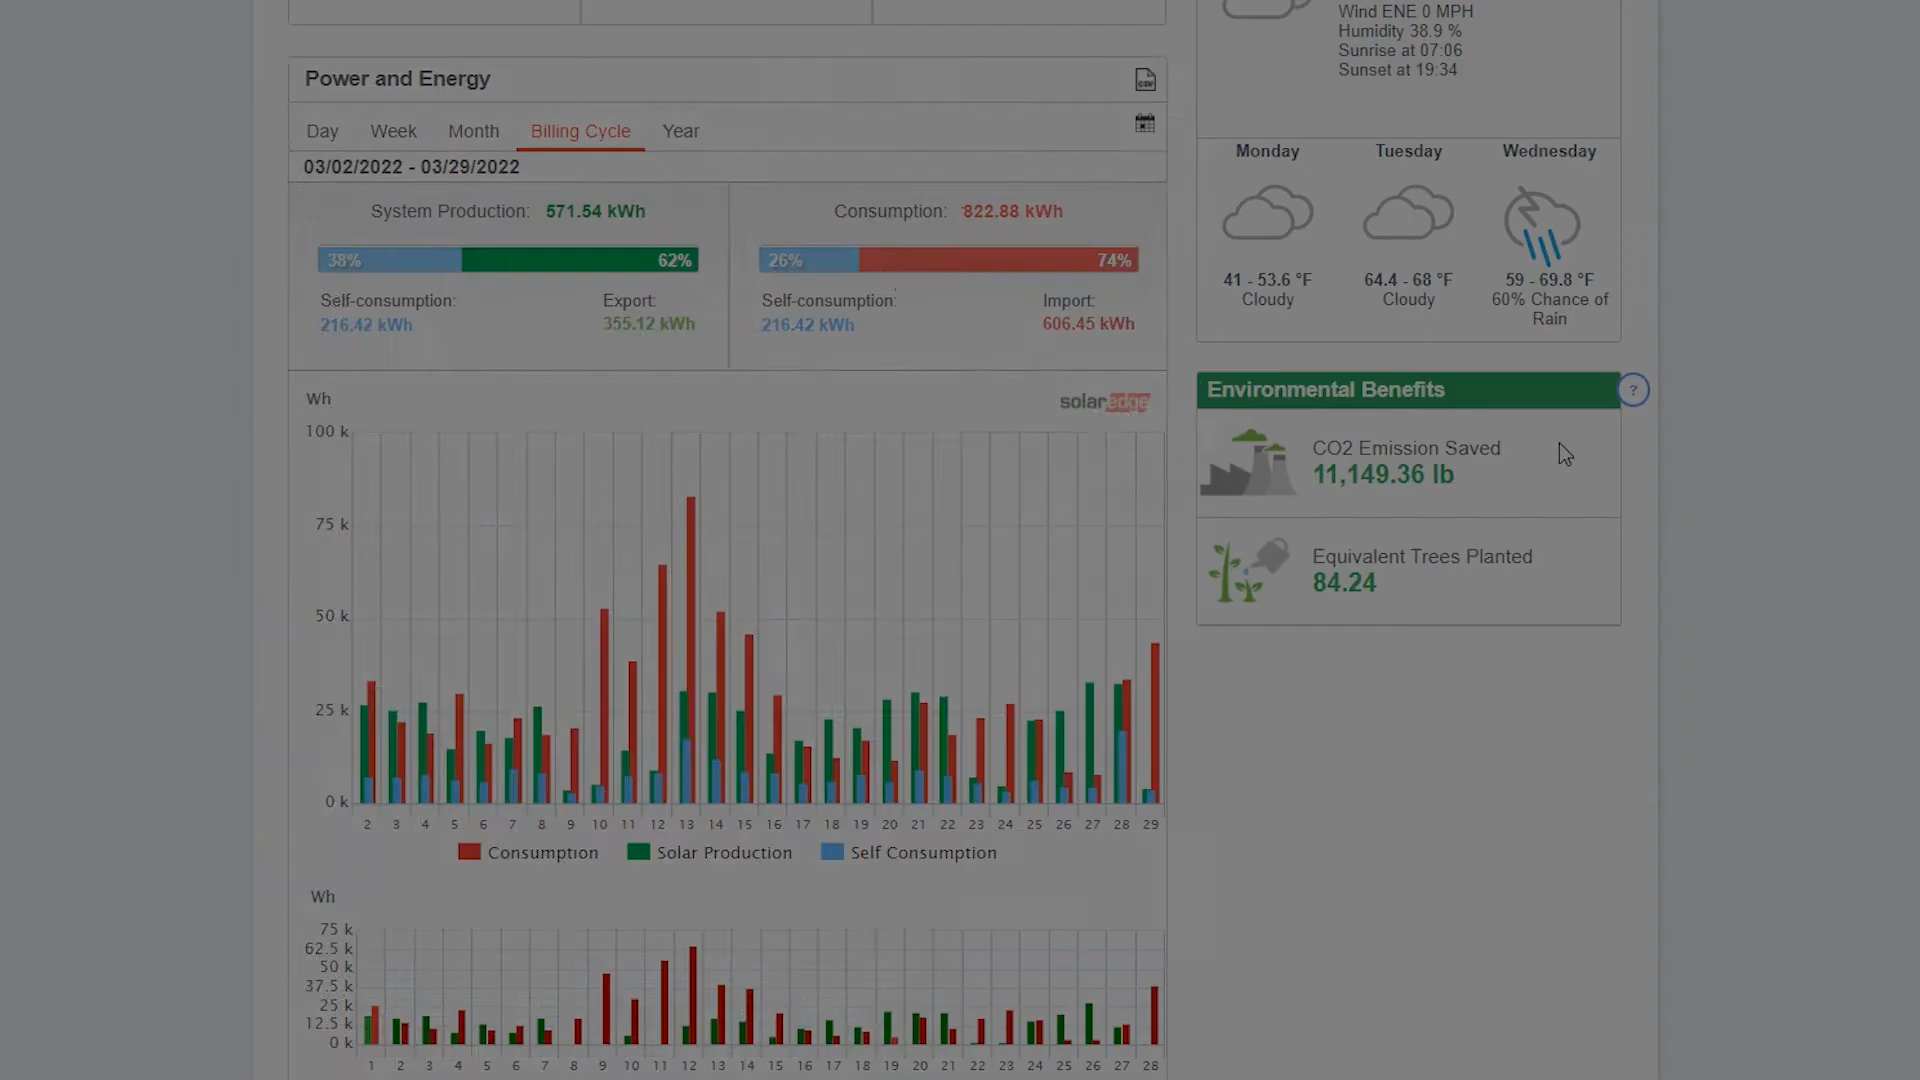 Wind ENE 0 MPH
Humidity 38.9 %
Sunrise at 07:06
Sunset at 19:34
Power and Energy
CSV
Day Week Month Billing Cycle Year
03/02/2022 - 03/29/2022
System Production: 571.54 kWh
Consumption: 822.88 kWh
38% 62%
26% 74%
Self-consumption: Export:
216.42 kWh 355.12 kWh
Self-consumption: Import:
216.42 kWh 606.45 kWh
Monday Tuesday Wednesday
41 - 53.6 °F 64.4 - 68 °F 59 - 69.8 °F
Cloudy Cloudy 60% Chance of
Rain
Environmental Benefits ?
CO2 Emission Saved
11,149.36 lb
Equivalent Trees Planted
84.24
Wh
solaredge
100 k
75 k
50 k
25 k
0 k
2 3 4 5 6 7 8 9 10 11 12 13 14 15 16 17 18 19 20 21 22 23 24 25 26 27 28 29
Consumption Solar Production Self Consumption
Wh
75 k
62.5 k
50 k
37.5 k
25 k
12.5 k
0 k
1 2 3 4 5 6 7 8 9 10 11 12 13 14 15 16 17 18 19 20 21 22 23 24 25 26 27 28